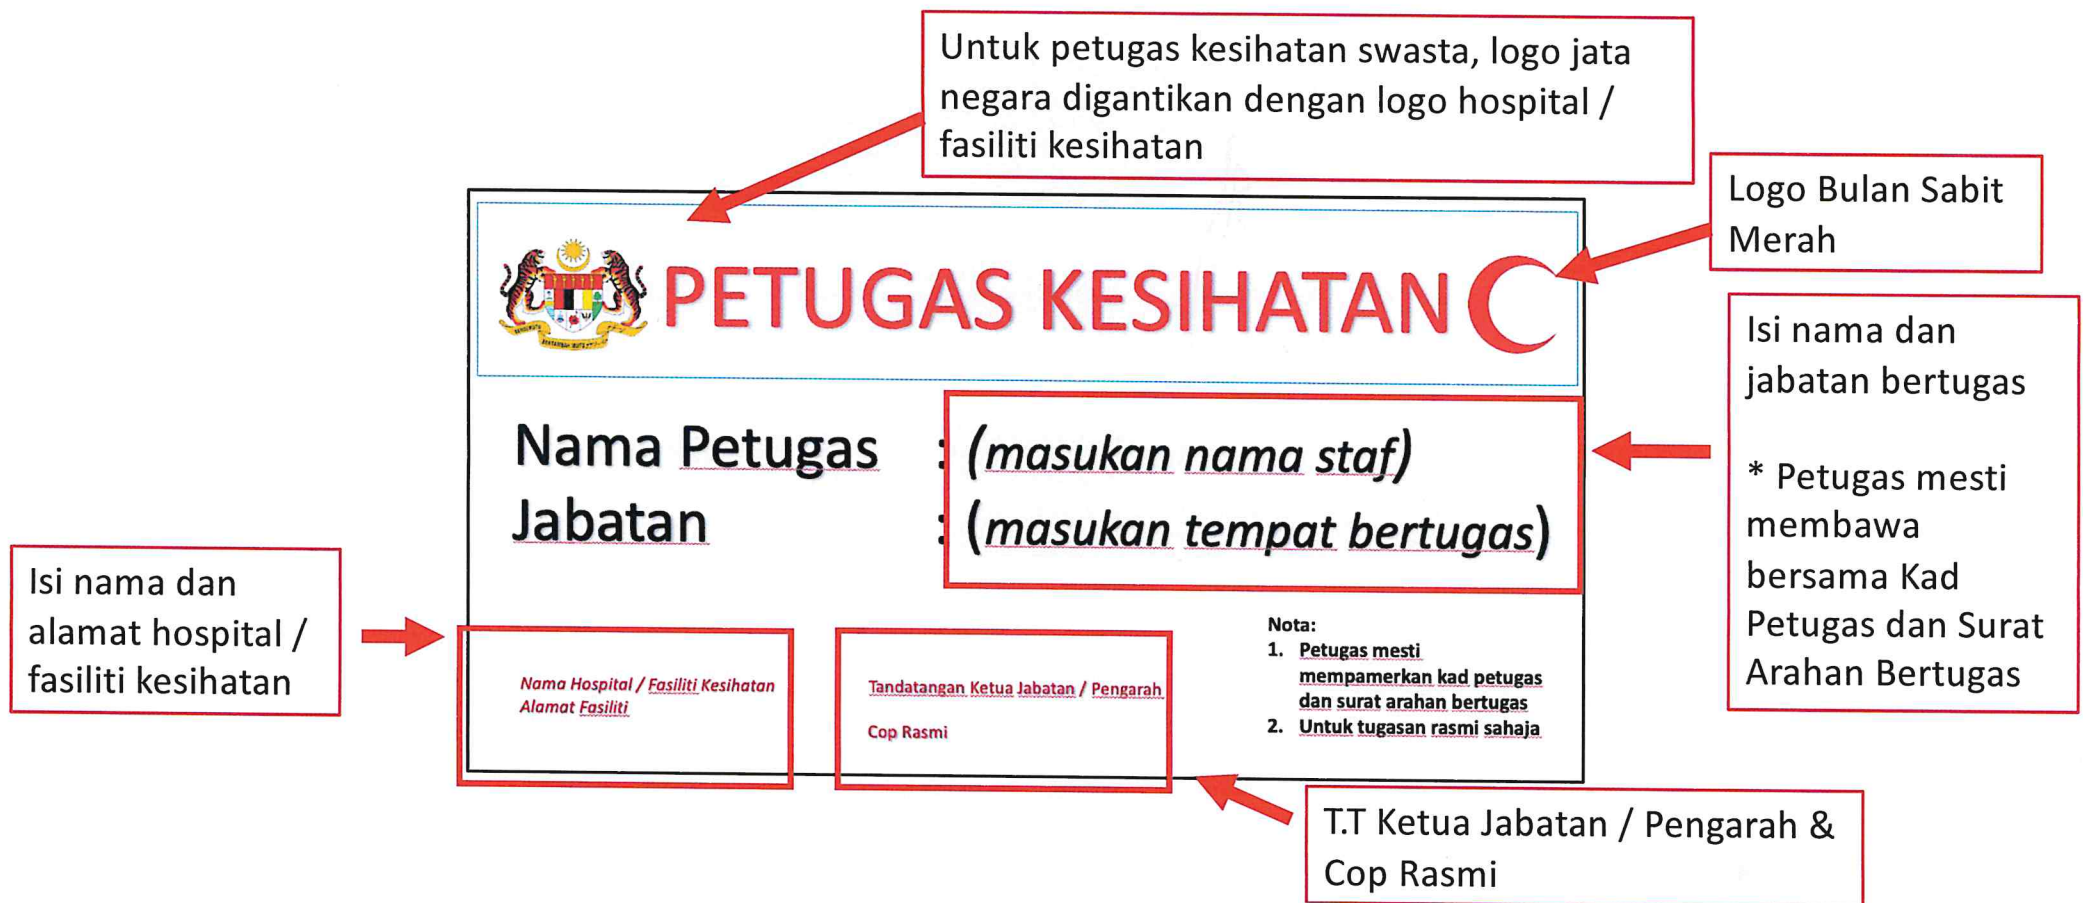 Untuk petugas kesihatan swasta, logo jata
negara digantikan dengan logo hospital /
fasiliti kesihatan
Logo Bulan Sabit
Merah
PETUGAS KESIHATAN
Isi nama dan
jabatan bertugas
* Petugas mesti
membawa
bersama Kad
Petugas dan Surat
Arahan Bertugas
Nama Petugas : (masukan nama staf)
Jabatan : (masukan tempat bertugas)
Isi nama dan
alamat hospital /
fasiliti kesihatan
Nama Hospital / Fasiliti Kesihatan
Alamat Fasiliti
Tandatangan Ketua Jabatan / Pengarah
Cop Rasmi
Nota:
1. Petugas mesti
mempamerkan kad petugas
dan surat arahan bertugas
2. Untuk tugasan rasmi sahaja
T.T Ketua Jabatan / Pengarah &
Cop Rasmi